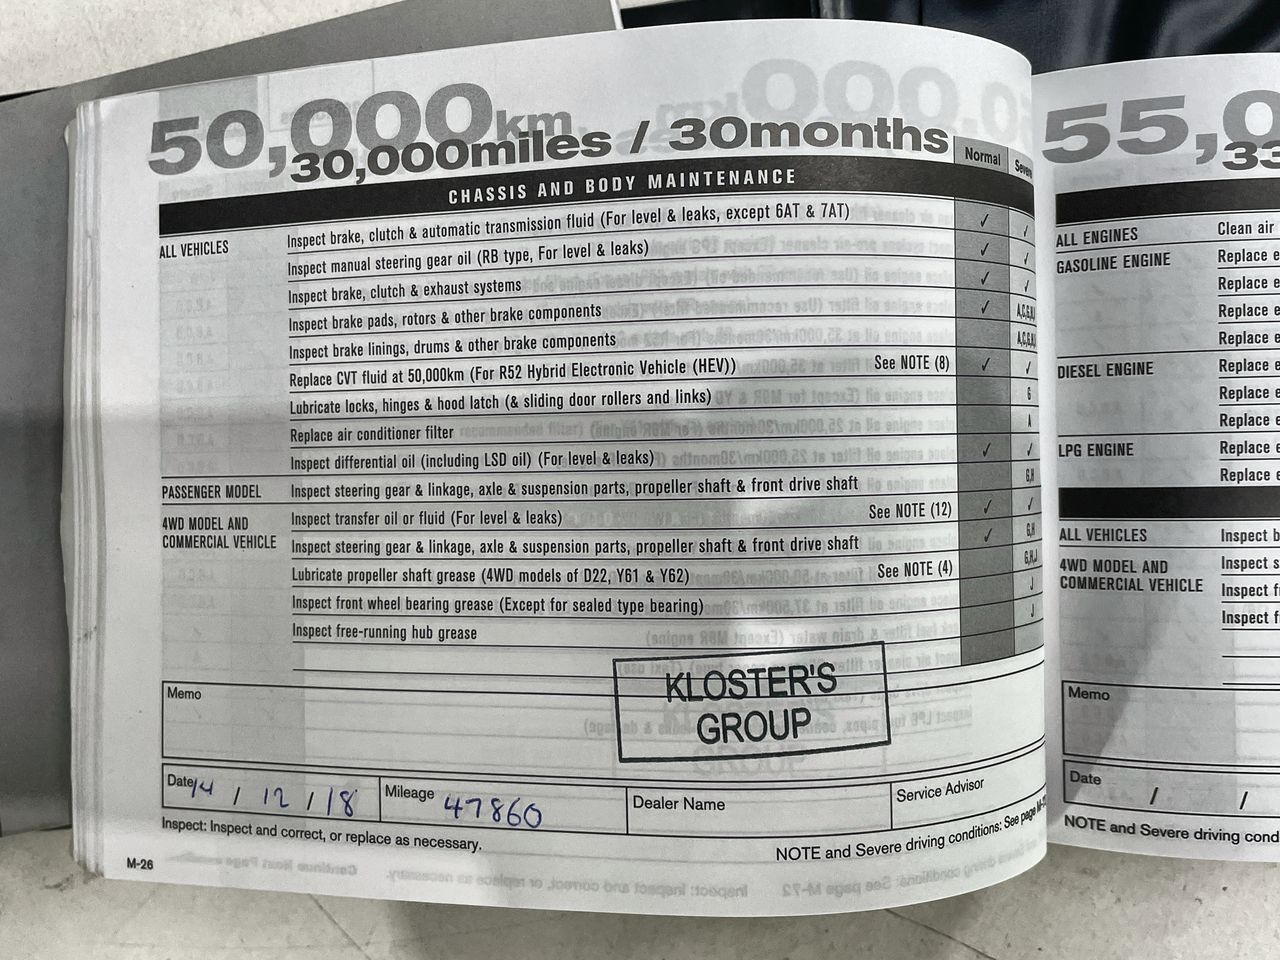 50,000km
30,000miles / 30months
Normal
Severe
CHASSIS AND BODY MAINTENANCE
ALL VEHICLES
Inspect brake, clutch & automatic transmission fluid (For level & leaks, except 6AT & 7AT) ✓ ✓
Inspect manual steering gear oil (RB type, For level & leaks) ✓ ✓
Inspect brake, clutch & exhaust systems ✓ ✓
Inspect brake pads, rotors & other brake components ✓
Inspect brake linings, drums & other brake components
Replace CVT fluid at 50,000km (For R52 Hybrid Electronic Vehicle (HEV)) See NOTE (8) ✓ ✓
Lubricate locks, hinges & hood latch (& sliding door rollers and links) G
Replace air conditioner filter A
Inspect differential oil (including LSD oil) (For level & leaks) ✓ ✓
PASSENGER MODEL
Inspect steering gear & linkage, axle & suspension parts, propeller shaft & front drive shaft G,H
4WD MODEL AND
COMMERCIAL VEHICLE
Inspect transfer oil or fluid (For level & leaks) See NOTE (12) ✓ ✓
Inspect steering gear & linkage, axle & suspension parts, propeller shaft & front drive shaft ✓ G,H
Lubricate propeller shaft grease (4WD models of D22, Y61 & Y62) See NOTE (4) G,H,J
Inspect front wheel bearing grease (Except for sealed type bearing) J
Inspect free-running hub grease J
KLOSTER'S
GROUP
Memo
Date 14 / 12 / 18
Mileage 47860
Dealer Name
Service Advisor
Inspect: Inspect and correct, or replace as necessary.
NOTE and Severe driving conditions: See page
M-26
55,0
33
ALL ENGINES
Clean air
GASOLINE ENGINE
Replace e
Replace e
Replace e
Replace e
DIESEL ENGINE
Replace e
Replace e
Replace e
LPG ENGINE
Replace e
Replace e
ALL VEHICLES
Inspect b
4WD MODEL AND
COMMERCIAL VEHICLE
Inspect s
Inspect f
Inspect f
Memo
Date / /
NOTE and Severe driving cond